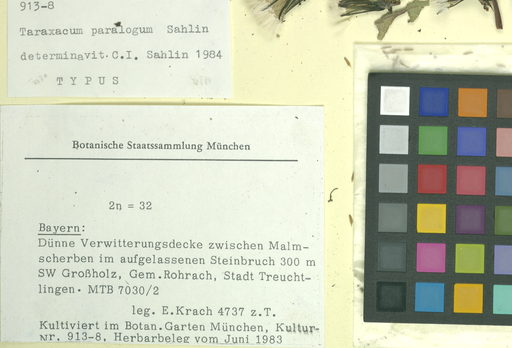 913-8
Taraxacum paralogum Sahlin
determinavit.C.I. Sahlin 1984
T Y P U S
Botanische Staatssammlung München
2n = 32
Bayern:
Dünne Verwitterungsdecke zwischen Malm-
scherben im aufgelassenen Steinbruch 300 m
SW Großholz, Gem.Rohrach, Stadt Treucht-
lingen. MTB 7030/2
leg. E.Krach 4737 z.T.
Kultiviert im Botan.Garten München, Kultur-
Nr. 913-8, Herbarbeleg vom Juni 1983